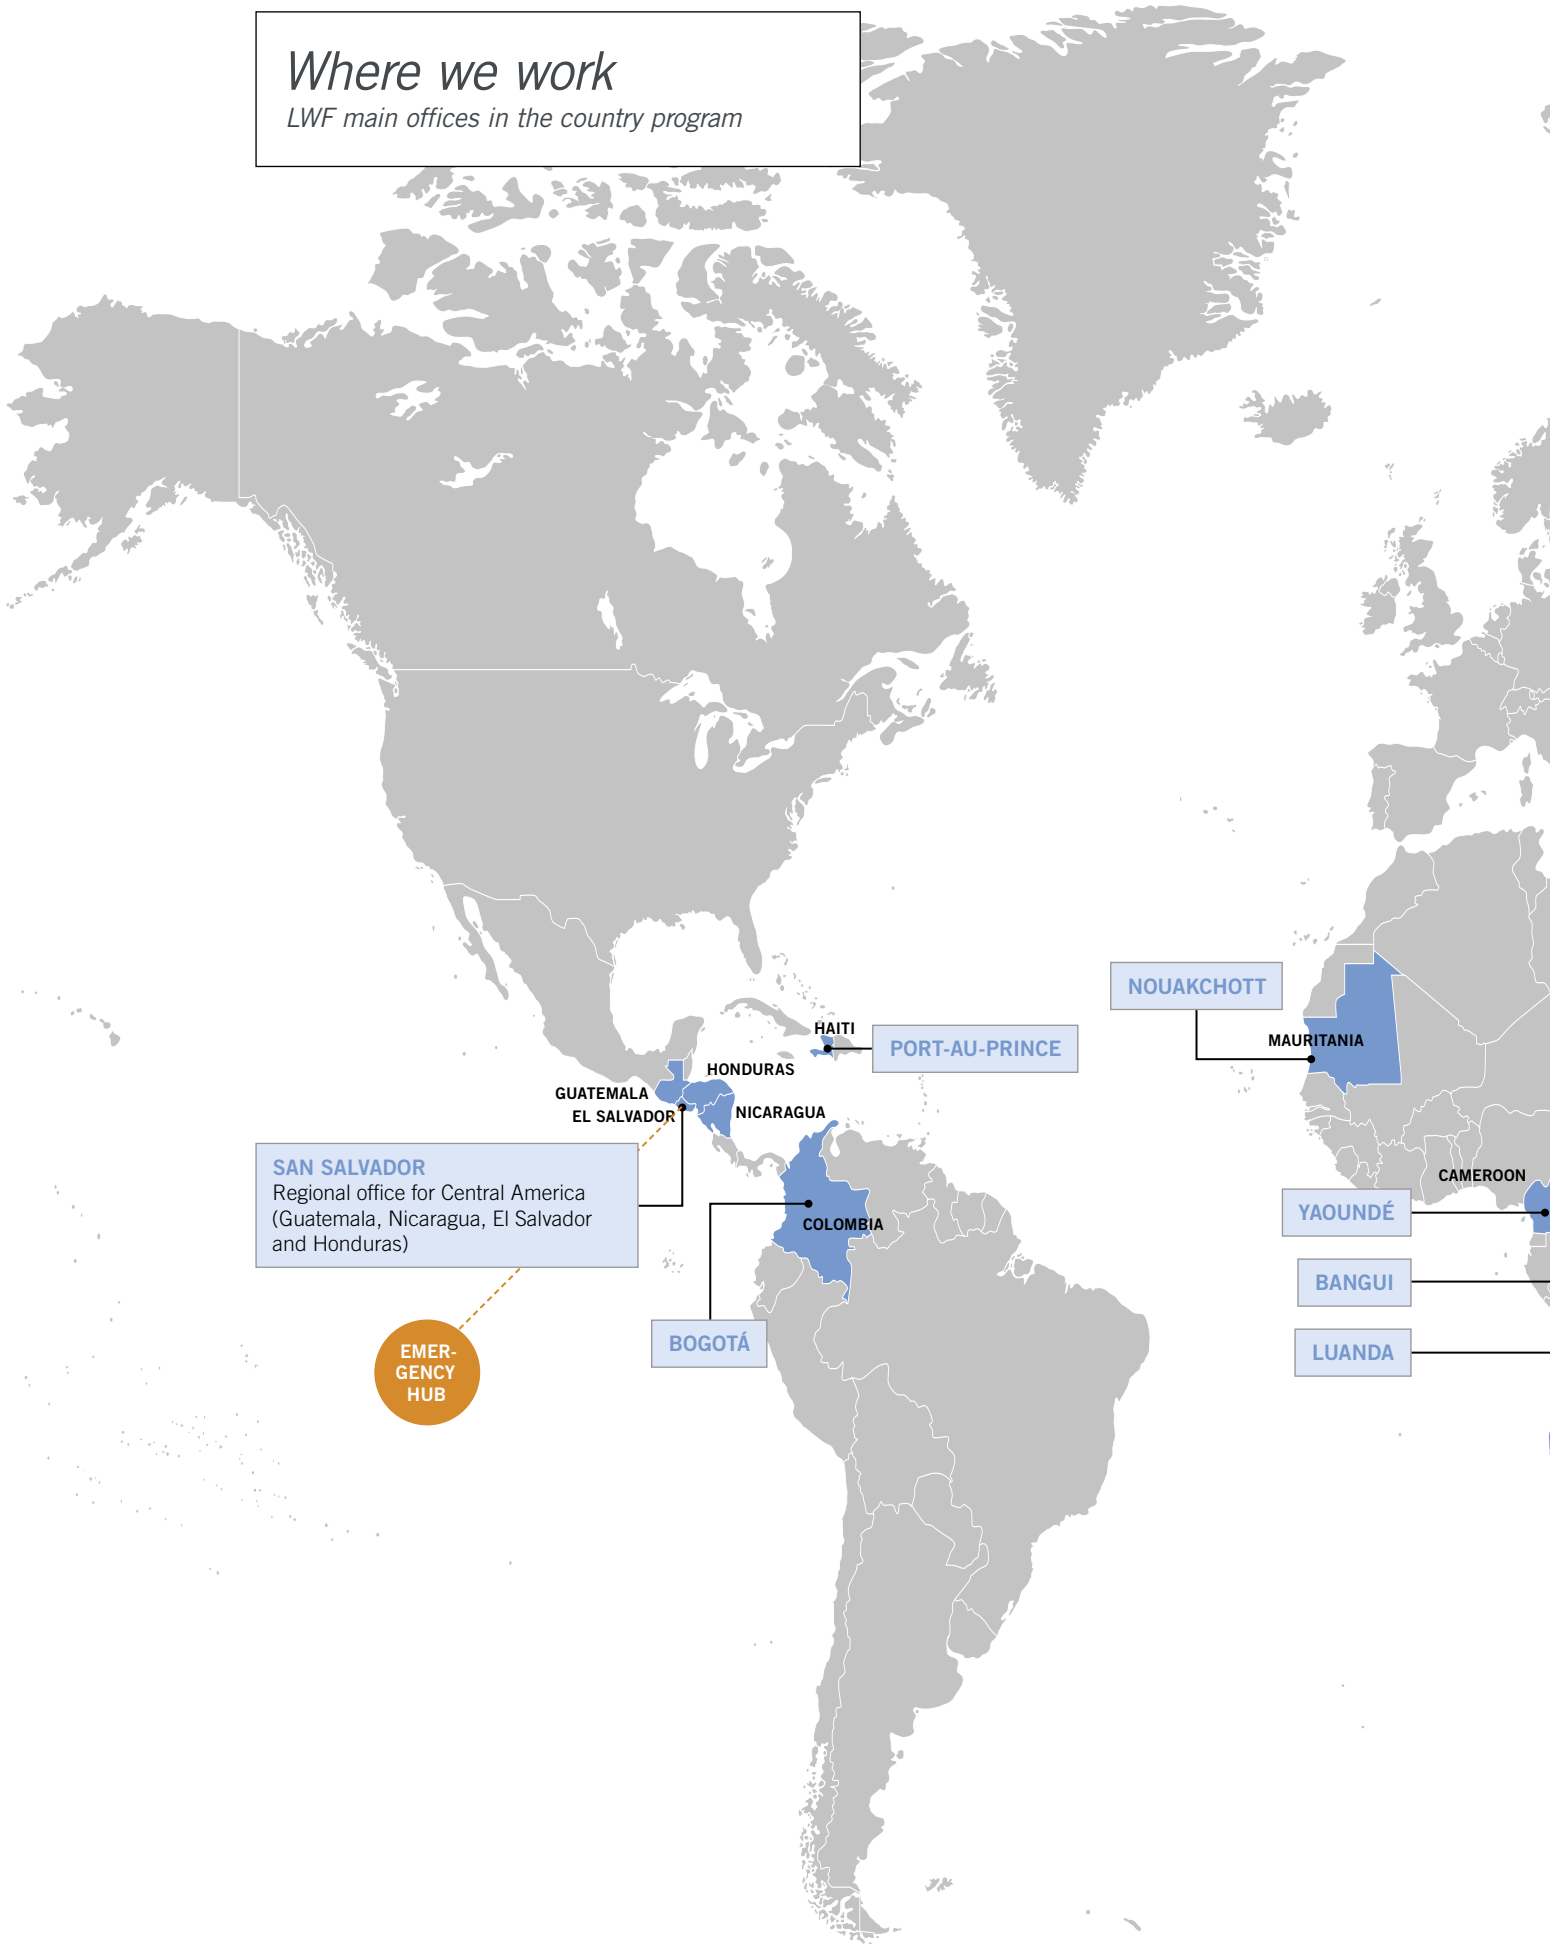 Where we work
LWF main offices in the country program
NOUAKCHOTT
MAURITANIA
HAITI
PORT-AU-PRINCE
HONDURAS
GUATEMALA
EL SALVADOR
NICARAGUA
SAN SALVADOR
Regional office for Central America
(Guatemala, Nicaragua, El Salvador
and Honduras)
COLOMBIA
CAMEROON
YAOUNDÉ
BANGUI
LUANDA
BOGOTÁ
EMER-
GENCY
HUB